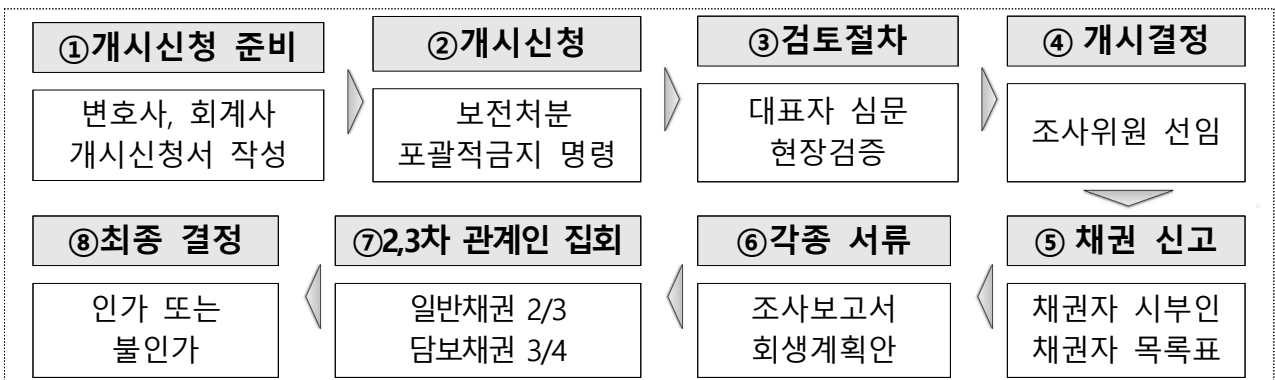 ①개시신청 준비
변호사, 회계사
개시신청서 작성
②개시신청
보전처분
포괄적금지 명령
③검토절차
대표자 심문
현장검증
④ 개시결정
조사위원 선임
⑤ 채권 신고
채권자 시부인
채권자 목록표
⑥각종 서류
조사보고서
회생계획안
⑦2,3차 관계인 집회
일반채권 2/3
담보채권 3/4
⑧최종 결정
인가 또는
불인가